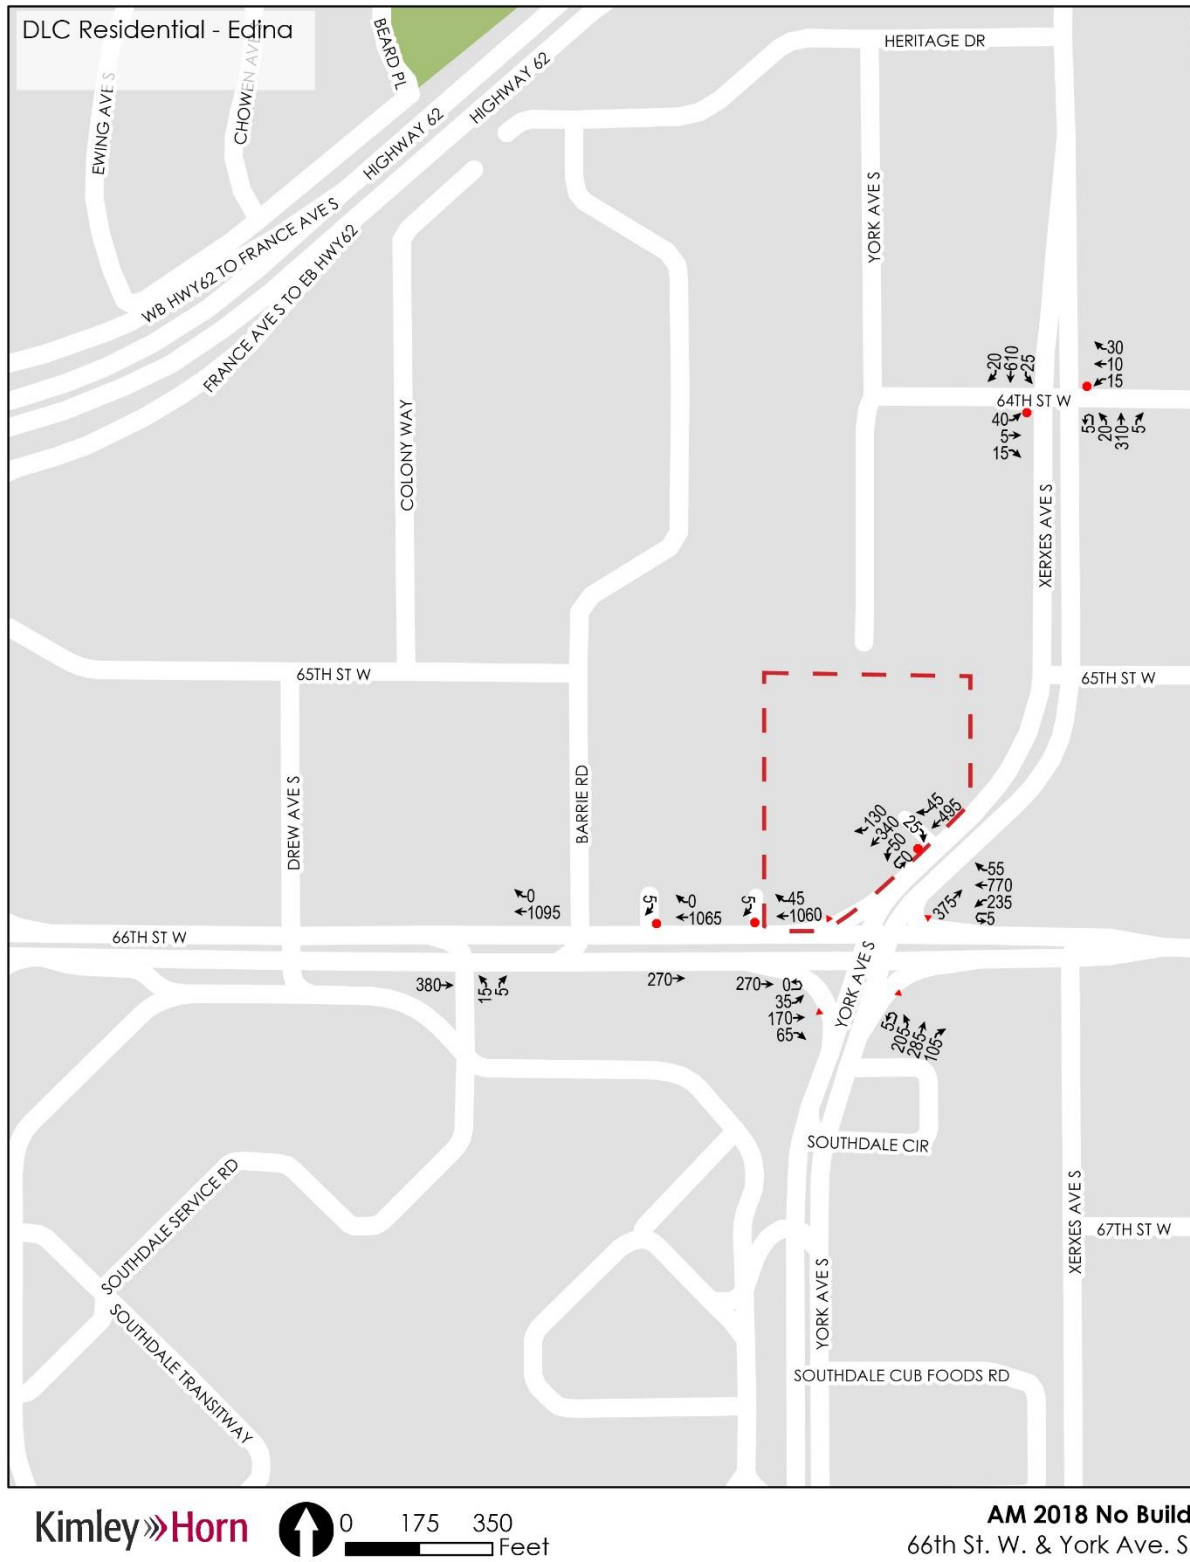 DLC Residential - Edina
BEARD PL
CHOWEN AVE
EWING AVE S
HIGHWAY 62
HIGHWAY 62
HERITAGE DR
WB HWY62 TO FRANCE AVE S
FRANCE AVE S TO EB HWY62
YORK AVE S
20
610
25
30
10
15
64TH ST W
40
5
15
5
20
310
5
COLONY WAY
XERXES AVE S
65TH ST W
65TH ST W
DREW AVE S
BARRIE RD
45
495
25
130
340
50
0
55
770
235
5
375
0
1095
5
0
1065
5
45
1060
66TH ST W
380
15
5
270
270
0
35
170
65
YORK AVE S
5
205
285
105
SOUTHDALE CIR
SOUTHDALE SERVICE RD
XERXES AVE S
67TH ST W
YORK AVE S
SOUTHDALE TRANSITWAY
SOUTHDALE CUB FOODS RD
Kimley»Horn
0 175 350
Feet
AM 2018 No Build
66th St. W. & York Ave. S